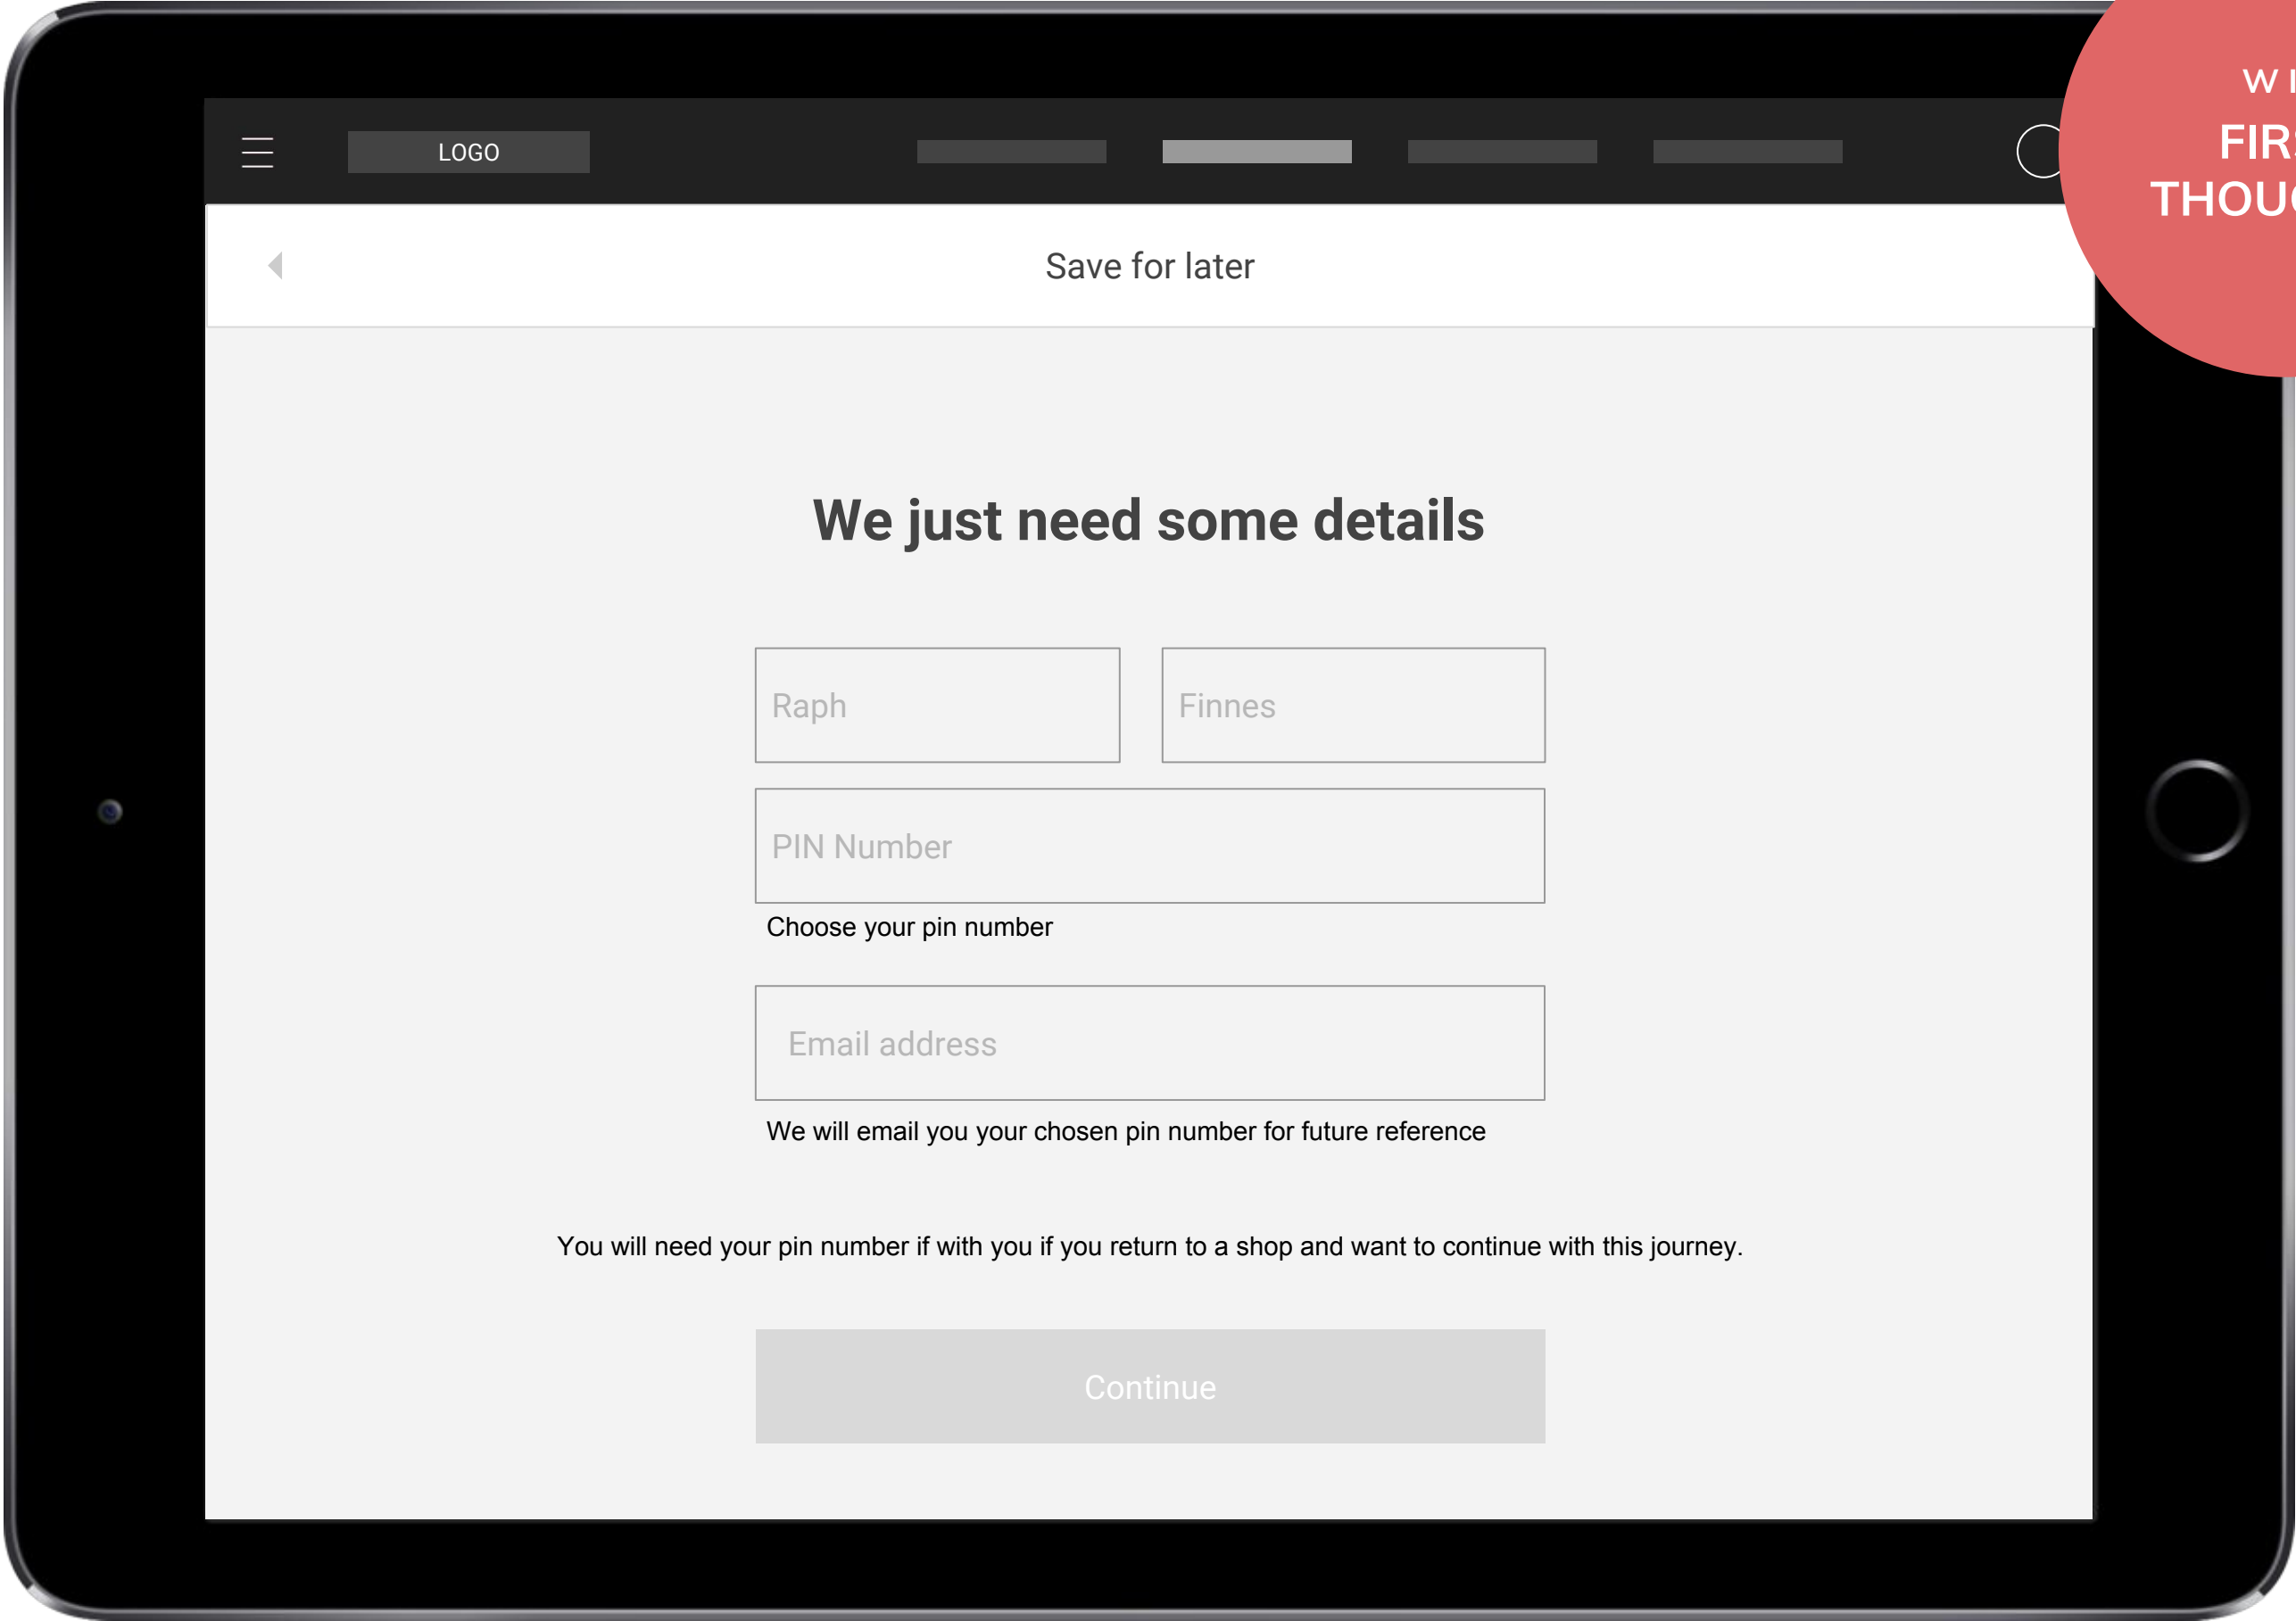 LOGO
Save for later
We just need some details
Raph
Finnes
PIN Number
Choose your pin number
Email address
We will email you your chosen pin number for future reference
You will need your pin number if with you if you return to a shop and want to continue with this journey.
Continue